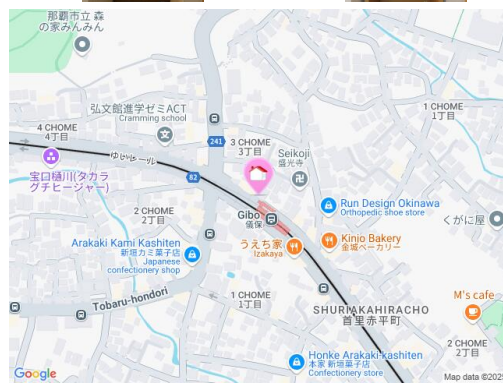 那覇市立 森
の家みんみん
弘文館進学ゼミACT
Cramming school
241
3 CHOME
3丁目
1 CHOME
1丁目
4 CHOME
4丁目
ゆいレール
82
宝口樋川(タカラ
グチヒージャー)
Seikoji
盛光寺
Run Design Okinawa
Orthopedic shoe store
くがに屋
2 CHOME
2丁目
Gibo
儀保
うえち家
Izakaya
Kinjo Bakery
金城ベーカリー
Arakaki Kami Kashiten
新垣カミ菓子店
Japanese
confectionery shop
Tobaru-hondori
1 CHOME
1丁目
SHURIAKAHIRACHO
首里赤平町
M's cafe
2 CHOME
2丁目
Honke Arakaki-kashiten
本家 新垣菓子店
Confectionery store
Google
Map data ©202